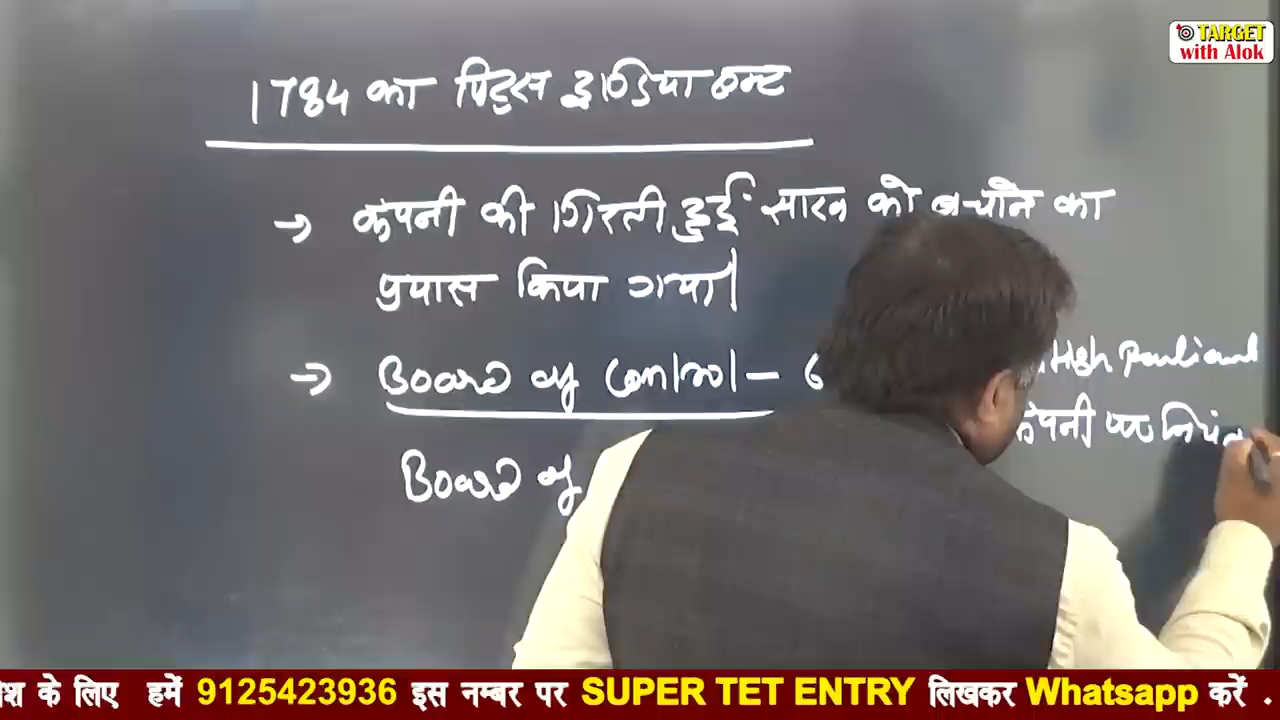 TARGET
with Alok
1784 का पिट्स इण्डिया एक्ट
→ कंपनी की गिरती हुई साख को बचाने का
प्रयास किया गया।
→ Board of Control - 6
Board of
कंपनी पर
श के लिए हमें 9125423936 इस नम्बर पर SUPER TET ENTRY लिखकर Whatsapp करें .